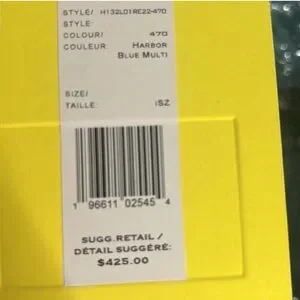 STYLE/ H132L01RE22-470
STYLE:
COLOUR/ 470
COULEUR HARBOR
BLUE MULTI
SIZE/
TAILLE: 1SZ
1 96611 02545 4
SUGG.RETAIL /
DÉTAIL SUGGÉRÉ:
$425.00